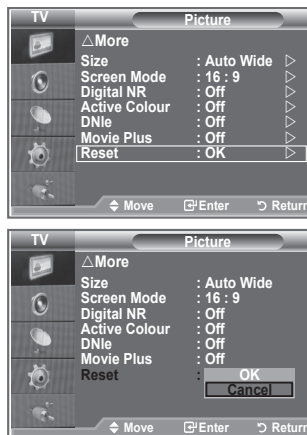 TV Picture
△More
Size : Auto Wide ▷
Screen Mode : 16 : 9 ▷
Digital NR : Off ▷
Active Colour : Off ▷
DNIe : Off ▷
Movie Plus : Off ▷
Reset : OK ▷
Move Enter Return
TV Picture
△More
Size : Auto Wide
Screen Mode : 16 : 9
Digital NR : Off
Active Colour : Off
DNIe : Off
Movie Plus : Off
Reset : OK
Cancel
Move Enter Return